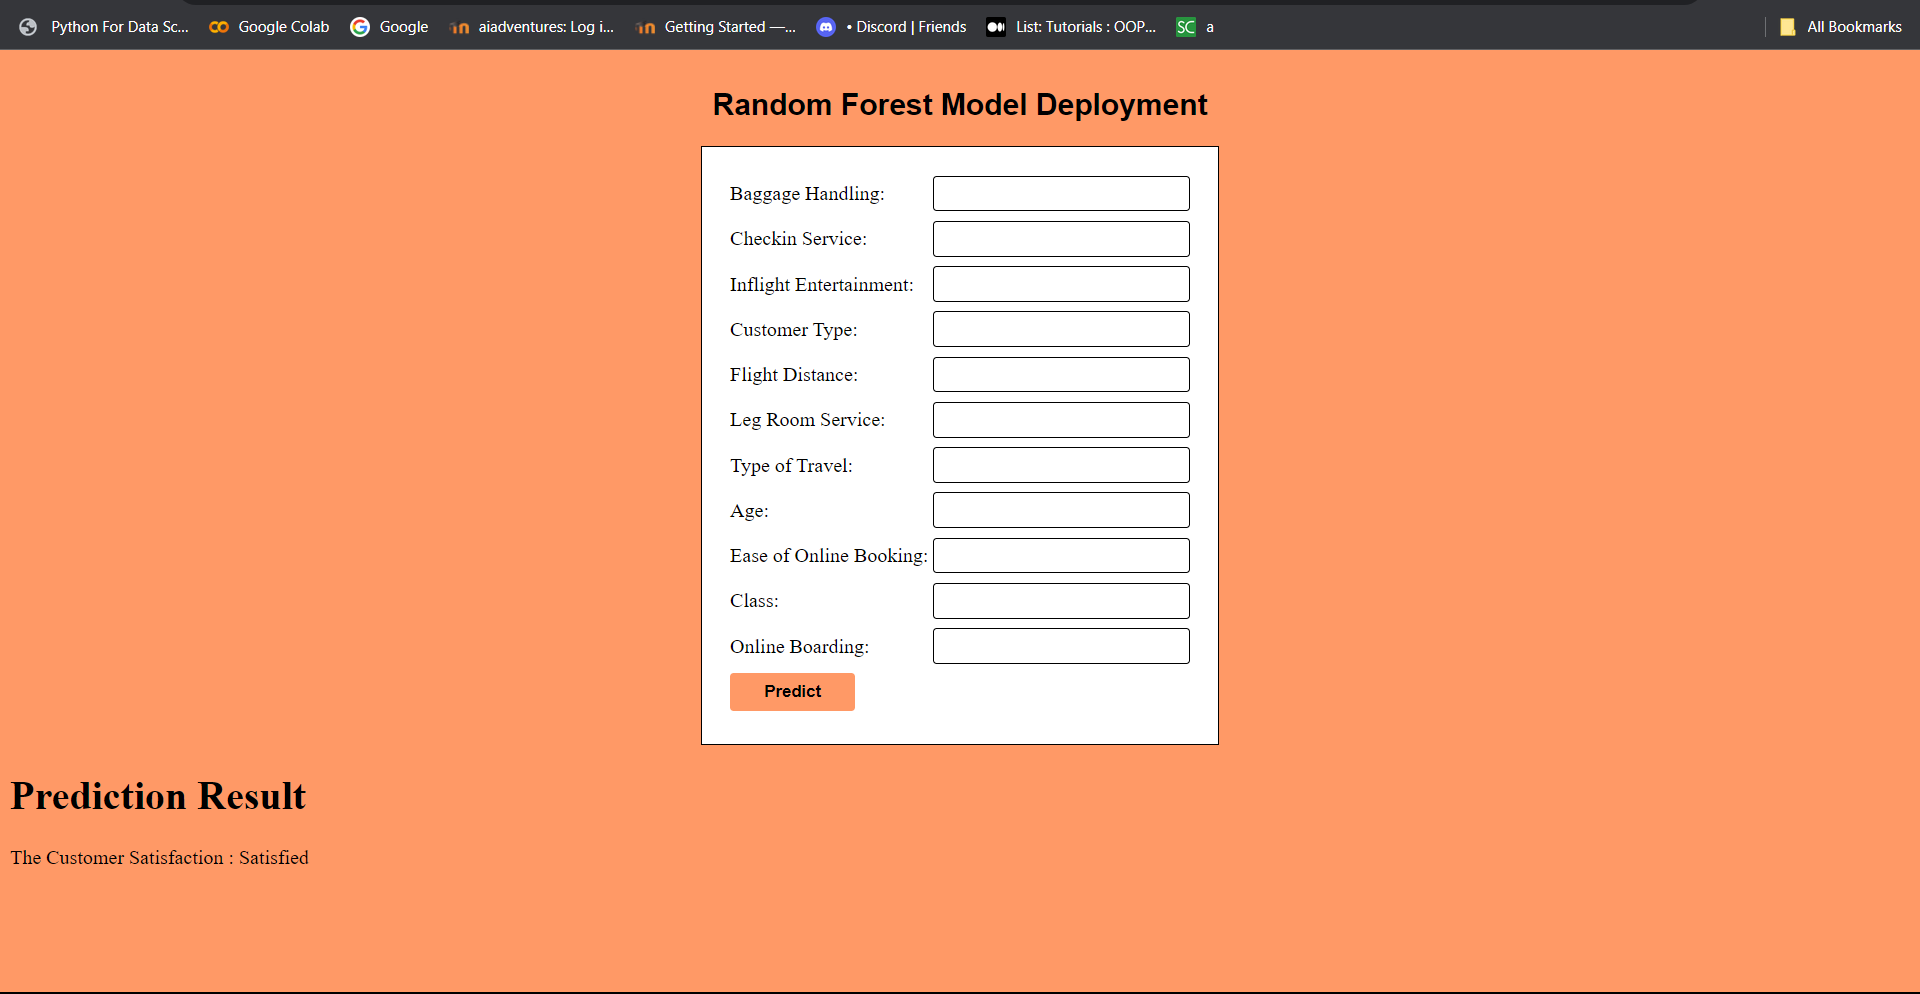 Python For Data Sc... Google Colab Google aiadventures: Log i... Getting Started —... • Discord | Friends List: Tutorials : OOP... SC a All Bookmarks
Random Forest Model Deployment
Baggage Handling:
Checkin Service:
Inflight Entertainment:
Customer Type:
Flight Distance:
Leg Room Service:
Type of Travel:
Age:
Ease of Online Booking:
Class:
Online Boarding:
Predict
Prediction Result
The Customer Satisfaction : Satisfied